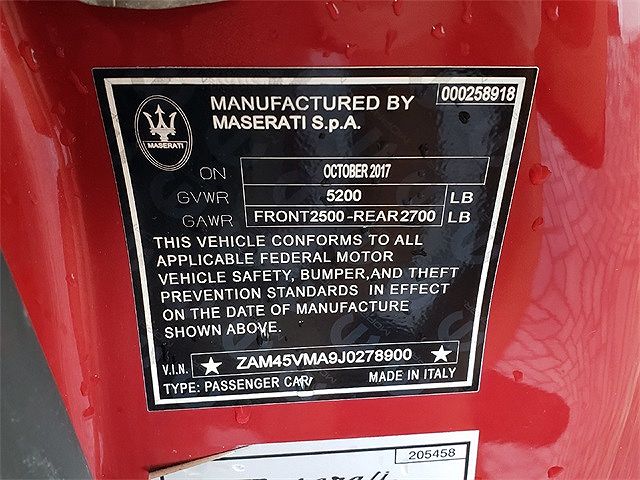 000258918
MANUFACTURED BY
MASERATI S.p.A.
MASERATI
ON OCTOBER 2017
GVWR 5200 LB
GAWR FRONT2500-REAR2700 LB
THIS VEHICLE CONFORMS TO ALL
APPLICABLE FEDERAL MOTOR
VEHICLE SAFETY, BUMPER,AND THEFT
PREVENTION STANDARDS IN EFFECT
ON THE DATE OF MANUFACTURE
SHOWN ABOVE.
V.I.N. ★ ZAM45VMA9J0278900 ★
TYPE: PASSENGER CAR MADE IN ITALY
205458